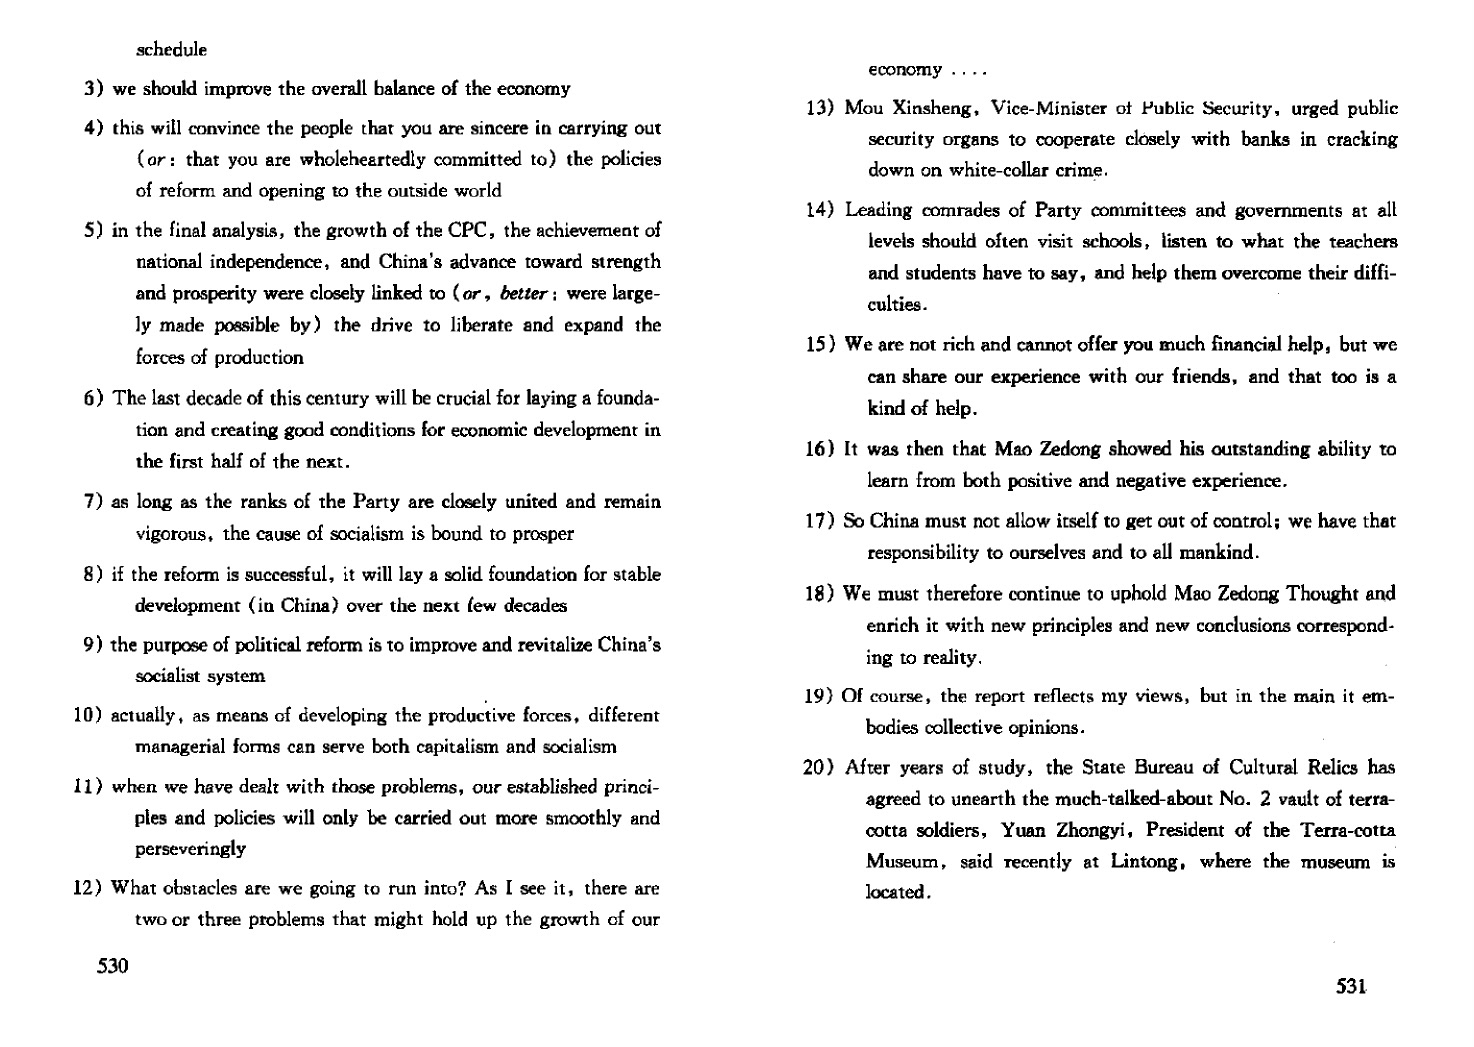 schedule
3) we should improve the overall balance of the economy
4) this will convince the people that you are sincere in carrying out
(or: that you are wholeheartedly committed to) the policies
of reform and opening to the outside world
5) in the final analysis, the growth of the CPC, the achievement of
national independence, and China's advance toward strength
and prosperity were closely linked to (or, better: were large-
ly made possible by) the drive to liberate and expand the
forces of production
6) The last decade of this century will be crucial for laying a founda-
tion and creating good conditions for economic development in
the first half of the next.
7) as long as the ranks of the Party are closely united and remain
vigorous, the cause of socialism is bound to prosper
8) if the reform is successful, it will lay a solid foundation for stable
development (in China) over the next few decades
9) the purpose of political reform is to improve and revitalize China's
socialist system
10) actually, as means of developing the productive forces, different
managerial forms can serve both capitalism and socialism
11) when we have dealt with those problems, our established princi-
ples and policies will only be carried out more smoothly and
perseveringly
12) What obstacles are we going to run into? As I see it, there are
two or three problems that might hold up the growth of our
530
economy ....
13) Mou Xinsheng, Vice-Minister of Public Security, urged public
security organs to cooperate closely with banks in cracking
down on white-collar crime.
14) Leading comrades of Party committees and governments at all
levels should often visit schools, listen to what the teachers
and students have to say, and help them overcome their diffi-
culties.
15) We are not rich and cannot offer you much financial help, but we
can share our experience with our friends, and that too is a
kind of help.
16) It was then that Mao Zedong showed his outstanding ability to
learn from both positive and negative experience.
17) So China must not allow itself to get out of control; we have that
responsibility to ourselves and to all mankind.
18) We must therefore continue to uphold Mao Zedong Thought and
enrich it with new principles and new conclusions correspond-
ing to reality.
19) Of course, the report reflects my views, but in the main it em-
bodies collective opinions.
20) After years of study, the State Bureau of Cultural Relics has
agreed to unearth the much-talked-about No. 2 vault of terra-
cotta soldiers, Yuan Zhongyi, President of the Terra-cotta
Museum, said recently at Lintong, where the museum is
located.
531